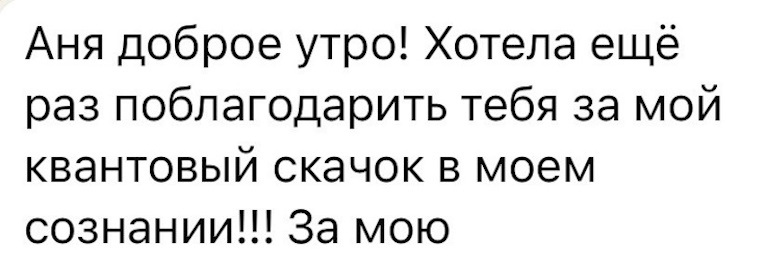 Аня доброе утро! Хотела ещё
раз поблагодарить тебя за мой
квантовый скачок в моем
сознании!!! За мою